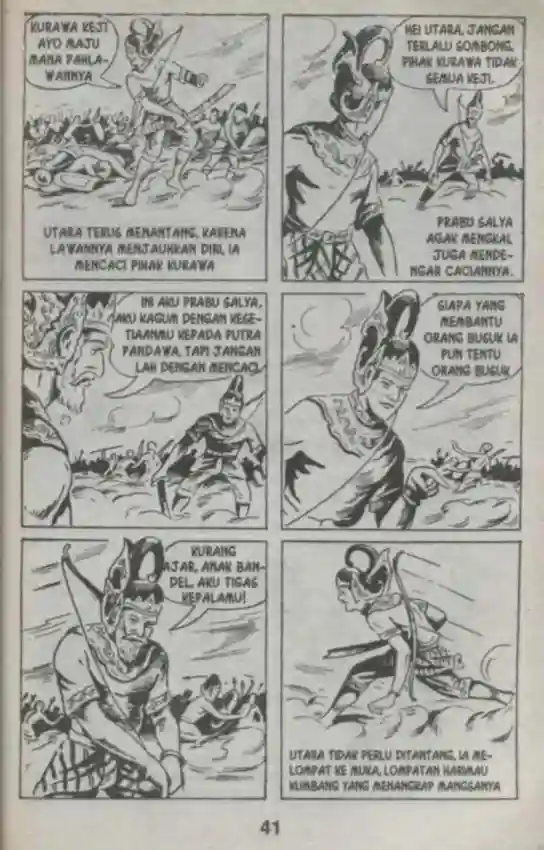 KURAWA KEJI
AYO MAJU
MANA PAHLA-
WANNYA
UTARA TERUS MENANTANG, KARENA
LAWANNYA MENJAUHKAN DIRI, IA
MENCACI PIHAK KURAWA
HEI UTARA, JANGAN
TERLALU SOMBONG.
PIHAK KURAWA TIDAK
SEMUA KEJI.
PRABU SALYA
AGAK MENGKAL
JUGA MENDE-
NGAR CACIANNYA.
INI AKU PRABU SALYA.
AKU KAGUM DENGAN KESE-
TIAANMU KEPADA PUTRA
PANDAWA, TAPI JANGAN
LAH DENGAN MENCACI
SIAPA YANG
MEMBANTU
ORANG BUSUK IA
PUN TENTU
ORANG BUSUK
KURANG
AJAR, ANAK BAN-
DEL, AKU TIGAS
KEPALAMU!
UTARA TIDAK PERLU DITANTANG, IA ME-
LOMPAT KE MUKA, LOMPATAN HARIMAU
KUMBANG YANG MENANGKAP MANGSANYA
41